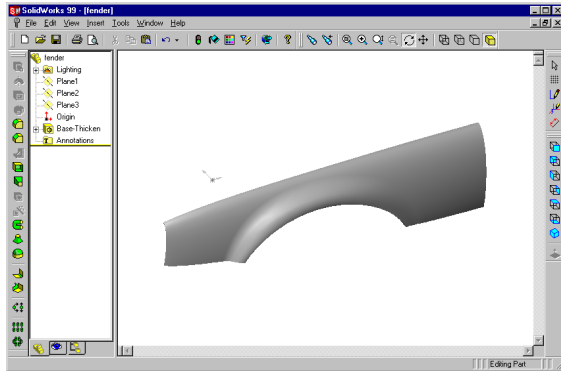 SolidWorks 99 - [fender]
File Edit View Insert Tools Window Help
fender
Lighting
Plane1
Plane2
Plane3
Origin
Base-Thicken
Annotations
Editing Part